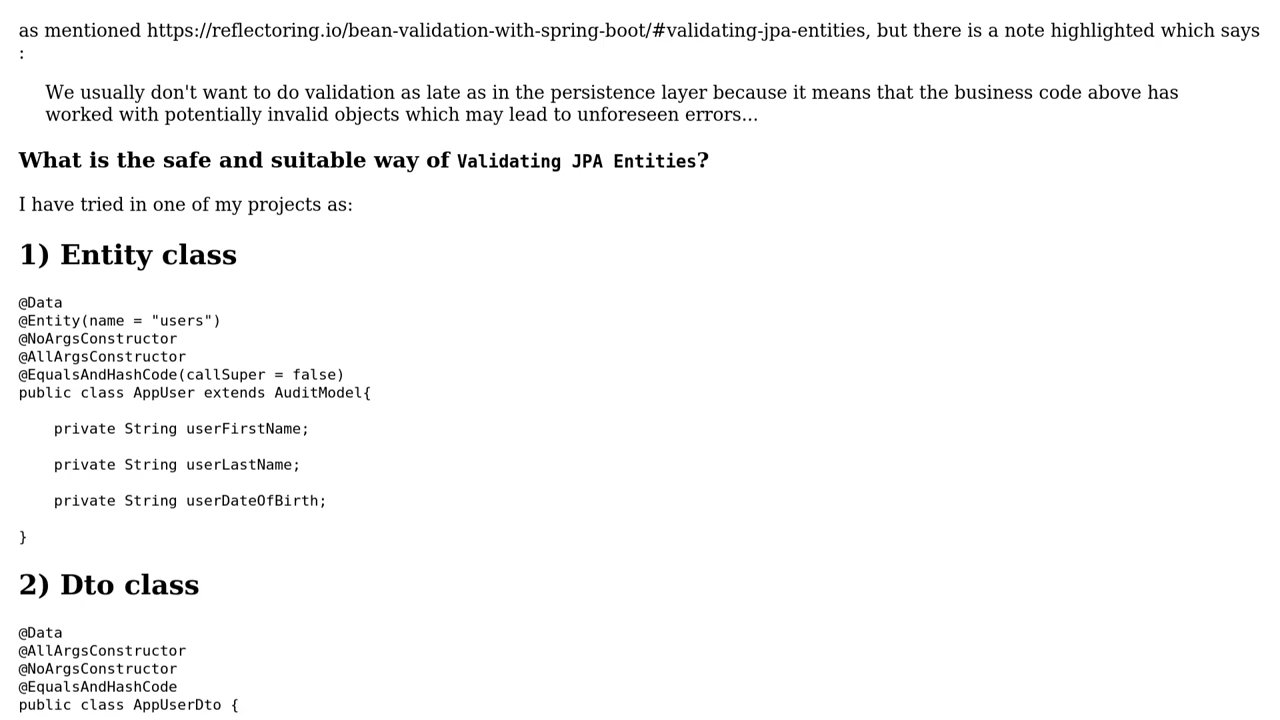 as mentioned https://reflectoring.io/bean-validation-with-spring-boot/#validating-jpa-entities, but there is a note highlighted which says
:
We usually don't want to do validation as late as in the persistence layer because it means that the business code above has
worked with potentially invalid objects which may lead to unforeseen errors...
What is the safe and suitable way of Validating JPA Entities?
I have tried in one of my projects as:
1) Entity class
@Data
@Entity(name = "users")
@NoArgsConstructor
@AllArgsConstructor
@EqualsAndHashCode(callSuper = false)
public class AppUser extends AuditModel{
    private String userFirstName;
    private String userLastName;
    private String userDateOfBirth;
}
2) Dto class
@Data
@AllArgsConstructor
@NoArgsConstructor
@EqualsAndHashCode
public class AppUserDto {